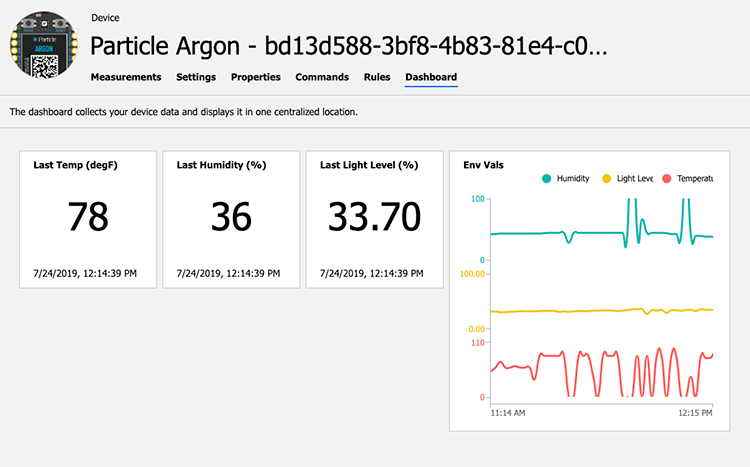 Device
Particle Argon - bd13d588-3bf8-4b83-81e4-c0...
Particle
ARGON
Measurements Settings Properties Commands Rules Dashboard
The dashboard collects your device data and displays it in one centralized location.
Last Temp (degF)
78
7/24/2019, 12:14:39 PM
Last Humidity (%)
36
7/24/2019, 12:14:39 PM
Last Light Level (%)
33.70
7/24/2019, 12:14:39 PM
Env Vals
Humidity Light Leve Temperatu
100
0
100.00
0.00
110
0
11:14 AM 12:15 PM